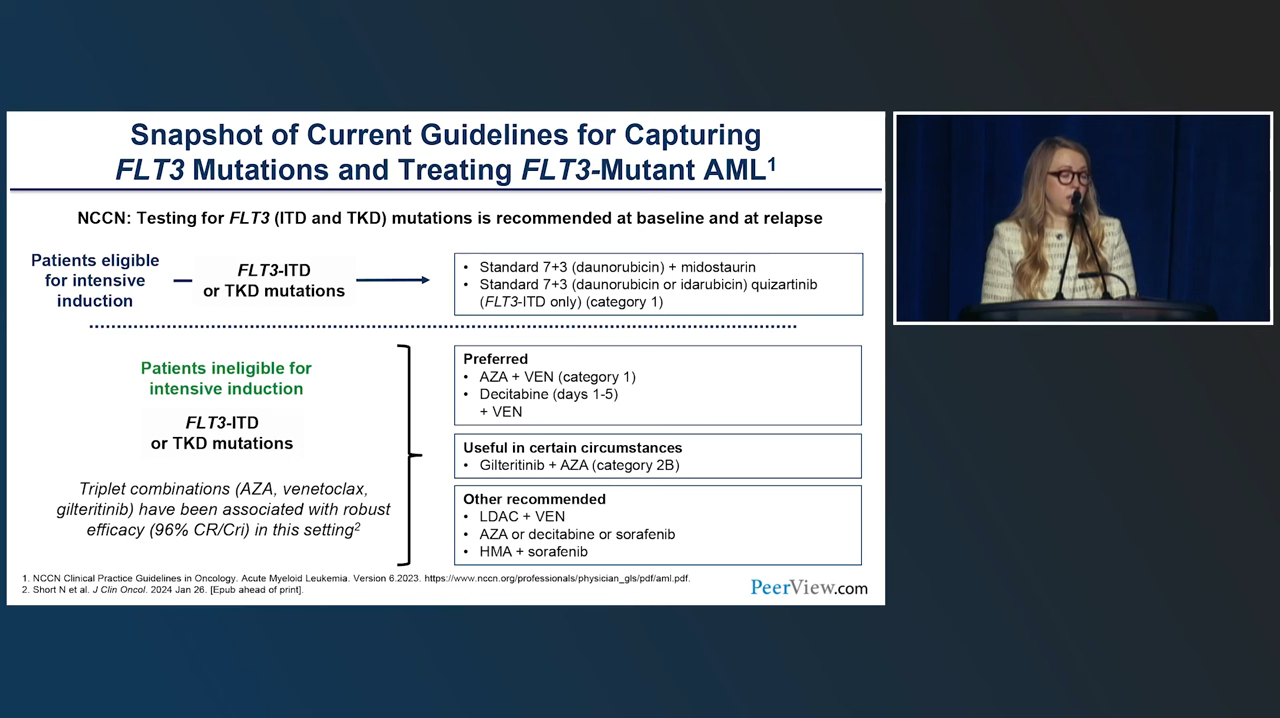 Snapshot of Current Guidelines for Capturing
FLT3 Mutations and Treating FLT3-Mutant AML1
NCCN: Testing for FLT3 (ITD and TKD) mutations is recommended at baseline and at relapse
Patients eligible
for intensive
induction
FLT3-ITD
or TKD mutations
• Standard 7+3 (daunorubicin) + midostaurin
• Standard 7+3 (daunorubicin or idarubicin) quizartinib
(FLT3-ITD only) (category 1)
Patients ineligible for
intensive induction
FLT3-ITD
or TKD mutations
Triplet combinations (AZA, venetoclax,
gilteritinib) have been associated with robust
efficacy (96% CR/Cri) in this setting2
Preferred
• AZA + VEN (category 1)
• Decitabine (days 1-5)
+ VEN
Useful in certain circumstances
• Gilteritinib + AZA (category 2B)
Other recommended
• LDAC + VEN
• AZA or decitabine or sorafenib
• HMA + sorafenib
1. NCCN Clinical Practice Guidelines in Oncology. Acute Myeloid Leukemia. Version 6.2023. https://www.nccn.org/professionals/physician_gls/pdf/aml.pdf.
2. Short N et al. J Clin Oncol. 2024 Jan 26. [Epub ahead of print].
PeerView.com